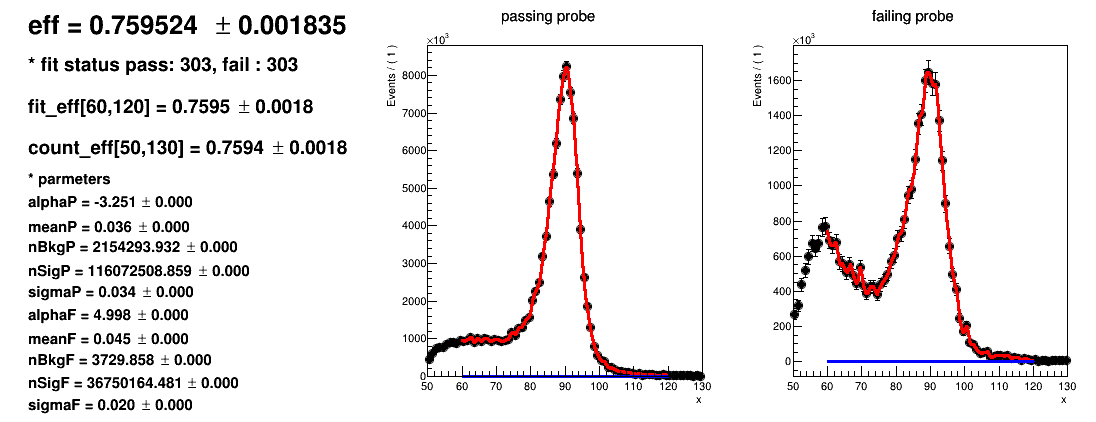 eff = 0.759524 ± 0.001835
* fit status pass: 303, fail : 303
fit_eff[60,120] = 0.7595 ± 0.0018
count_eff[50,130] = 0.7594 ± 0.0018
* parmeters
alphaP = -3.251 ± 0.000
meanP = 0.036 ± 0.000
nBkgP = 2154293.932 ± 0.000
nSigP = 116072508.859 ± 0.000
sigmaP = 0.034 ± 0.000
alphaF = 4.998 ± 0.000
meanF = 0.045 ± 0.000
nBkgF = 3729.858 ± 0.000
nSigF = 36750164.481 ± 0.000
sigmaF = 0.020 ± 0.000
passing probe
×10³
Events / ( 1 )
8000
7000
6000
5000
4000
3000
2000
1000
0
50 60 70 80 90 100 110 120 130
x
failing probe
×10³
Events / ( 1 )
1600
1400
1200
1000
800
600
400
200
0
50 60 70 80 90 100 110 120 130
x